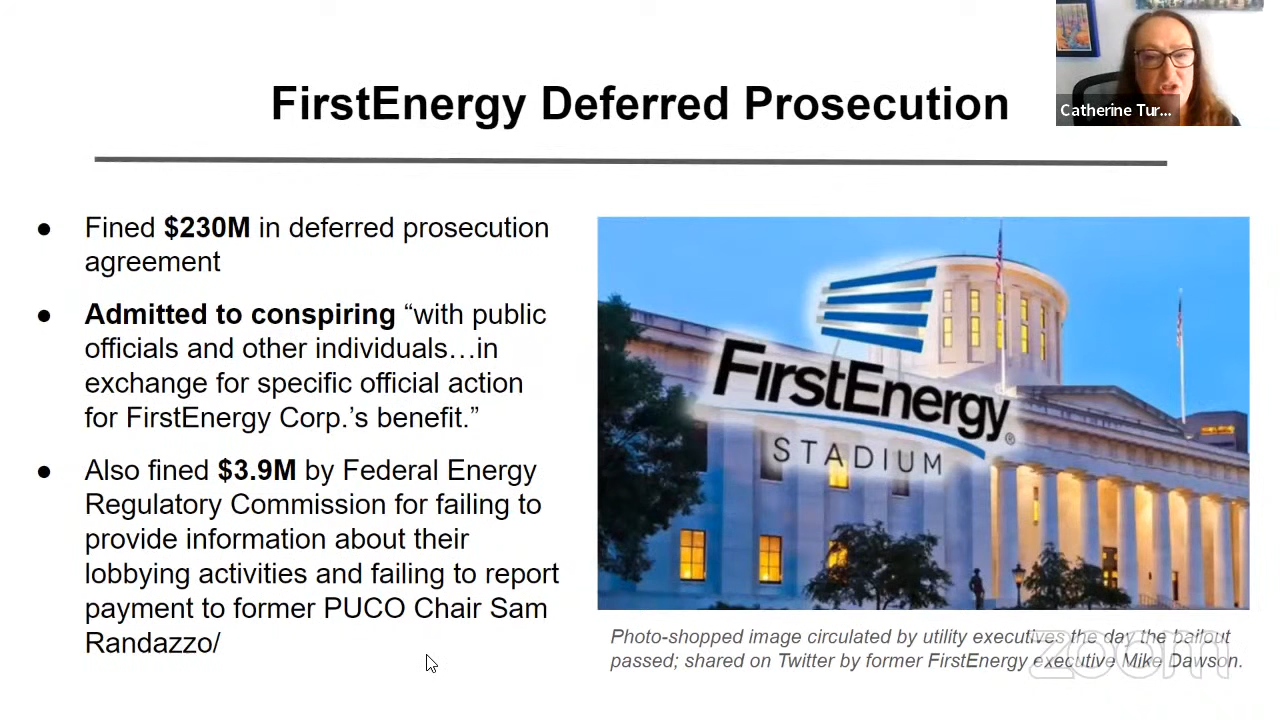 FirstEnergy Deferred Prosecution
Catherine Tur...
● Fined $230M in deferred prosecution
agreement
● Admitted to conspiring “with public
officials and other individuals…in
exchange for specific official action
for FirstEnergy Corp.’s benefit.”
● Also fined $3.9M by Federal Energy
Regulatory Commission for failing to
provide information about their
lobbying activities and failing to report
payment to former PUCO Chair Sam
Randazzo/
FirstEnergy®
STADIUM
Photo-shopped image circulated by utility executives the day the bailout
passed; shared on Twitter by former FirstEnergy executive Mike Dawson.
zoom